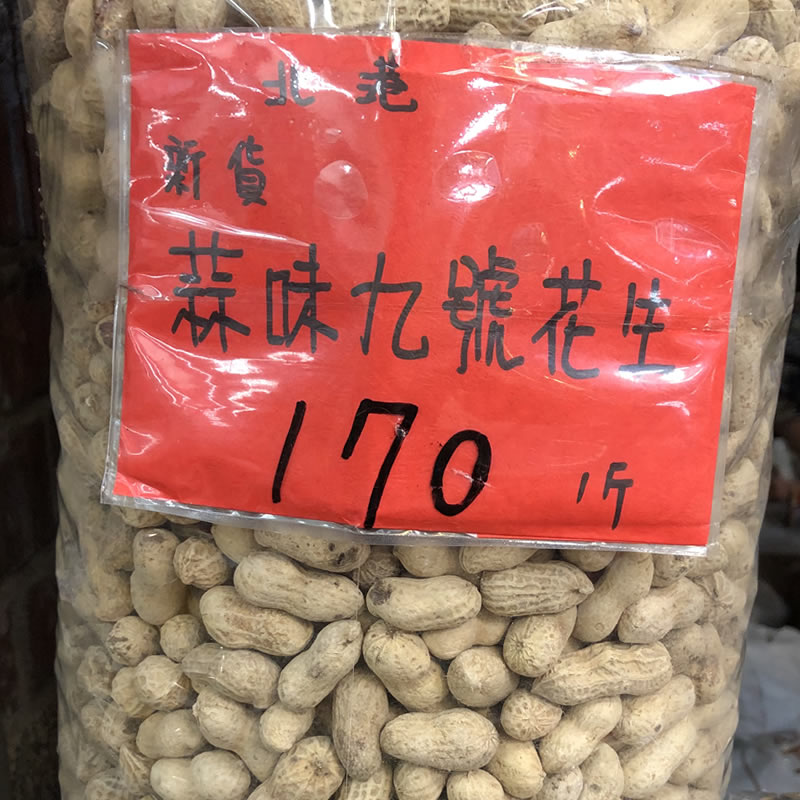 北港
新貨
蒜味九號花生
170 1斤